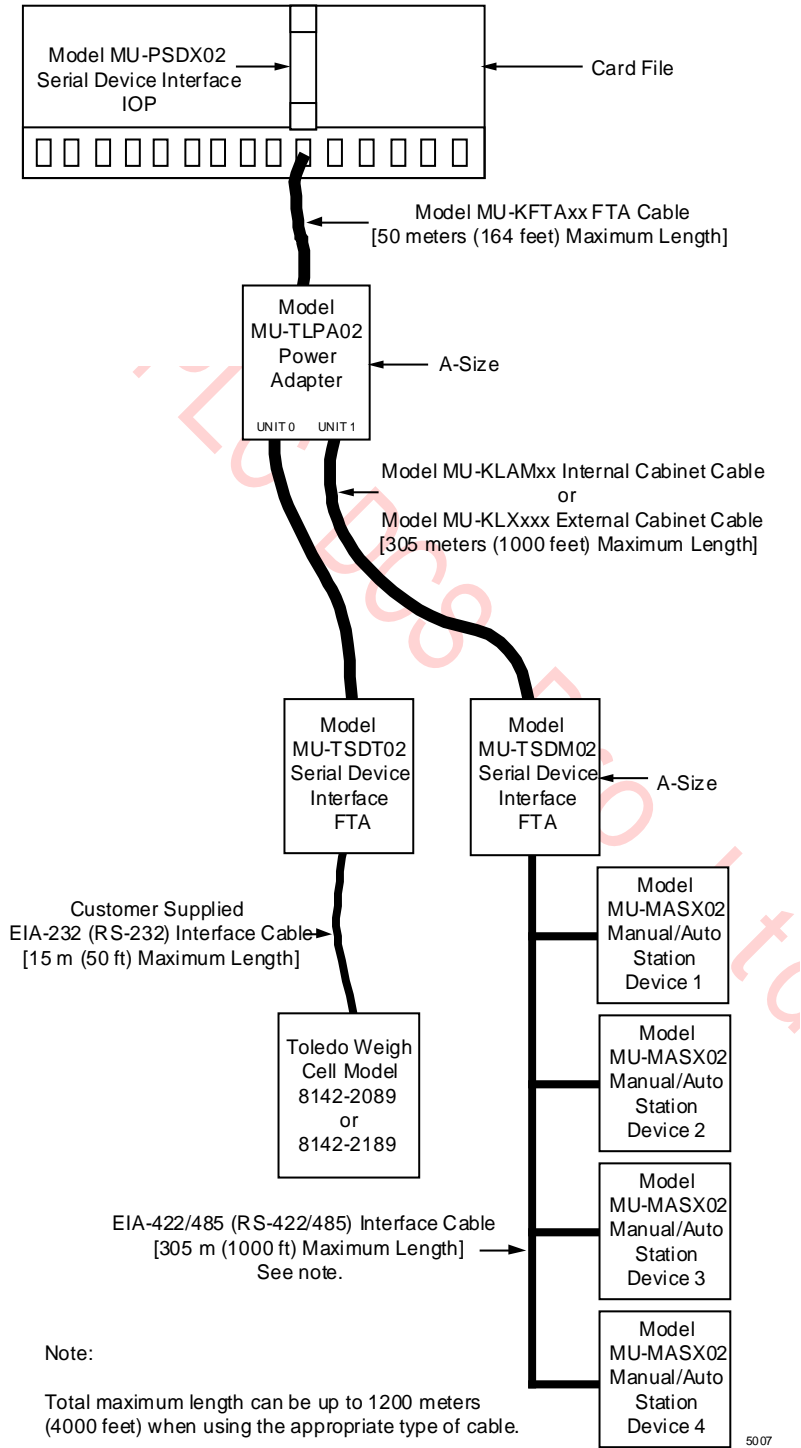 Model MU-PSDX02
Serial Device Interface
IOP
Card File
Model MU-KFTAxx FTA Cable
[50 meters (164 feet) Maximum Length]
Model
MU-TLPA02
Power
Adapter
UNIT 0 UNIT 1
A-Size
Model MU-KLAMxx Internal Cabinet Cable
or
Model MU-KLXxxx External Cabinet Cable
[305 meters (1000 feet) Maximum Length]
Model
MU-TSDT02
Serial Device
Interface
FTA
Model
MU-TSDM02
Serial Device
Interface
FTA
A-Size
Customer Supplied
EIA-232 (RS-232) Interface Cable
[15 m (50 ft) Maximum Length]
Toledo Weigh
Cell Model
8142-2089
or
8142-2189
Model
MU-MASX02
Manual/Auto
Station
Device 1
Model
MU-MASX02
Manual/Auto
Station
Device 2
Model
MU-MASX02
Manual/Auto
Station
Device 3
Model
MU-MASX02
Manual/Auto
Station
Device 4
EIA-422/485 (RS-422/485) Interface Cable
[305 m (1000 ft) Maximum Length]
See note.
Note:
Total maximum length can be up to 1200 meters
(4000 feet) when using the appropriate type of cable.
5007